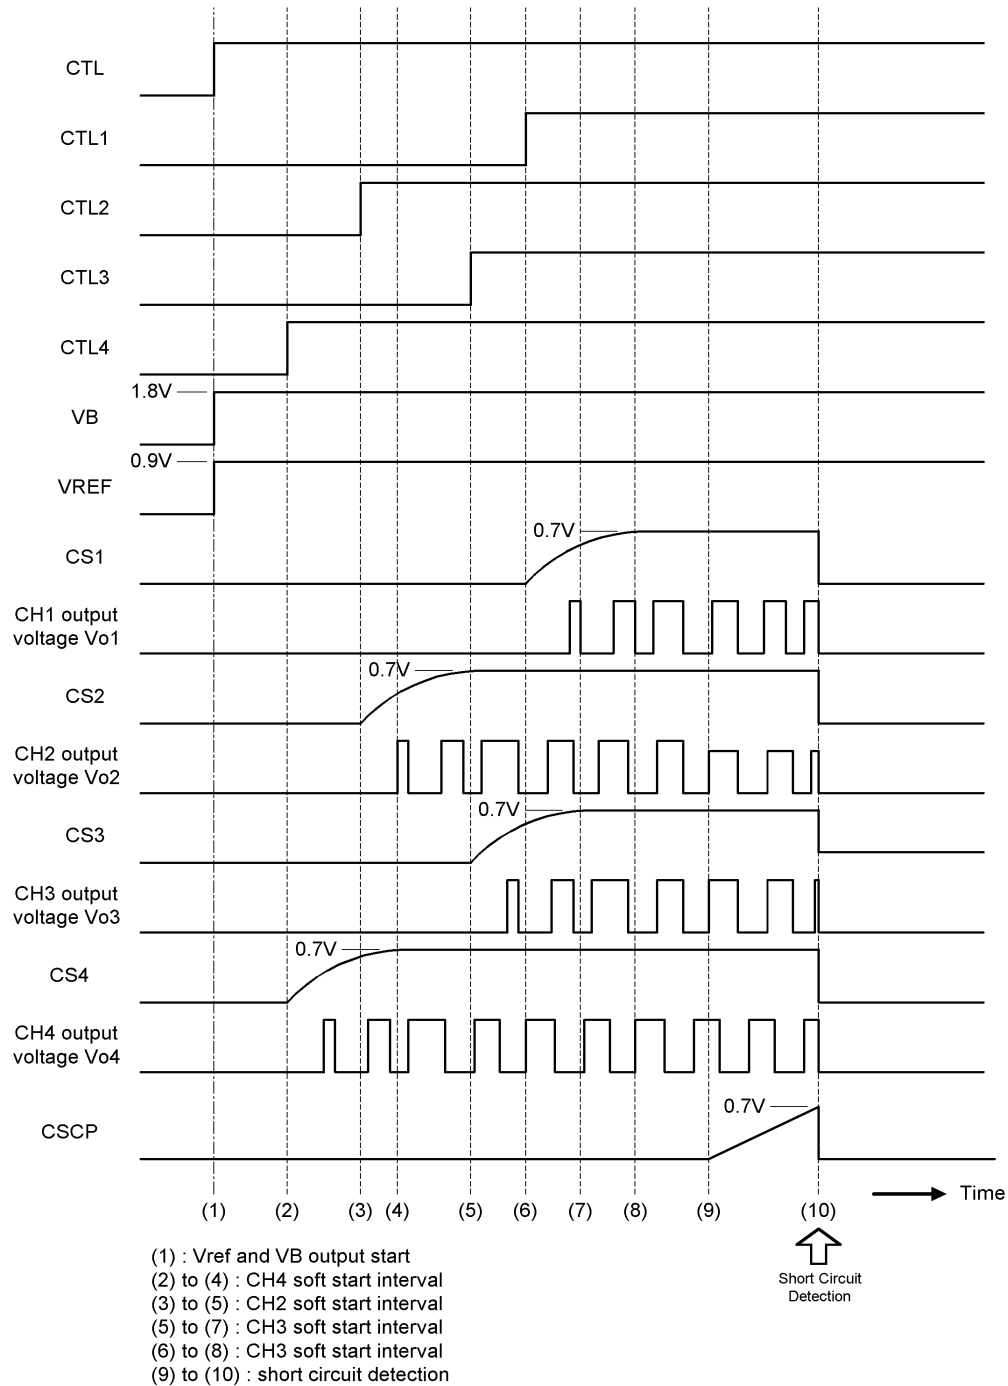 CTL
CTL1
CTL2
CTL3
CTL4
1.8V
VB
0.9V
VREF
0.7V
CS1
CH1 output
voltage Vo1
0.7V
CS2
CH2 output
voltage Vo2
0.7V
CS3
CH3 output
voltage Vo3
0.7V
CS4
CH4 output
voltage Vo4
0.7V
CSCP
Time
(1) (2) (3) (4) (5) (6) (7) (8) (9) (10)
Short Circuit
Detection
(1) : Vref and VB output start
(2) to (4) : CH4 soft start interval
(3) to (5) : CH2 soft start interval
(5) to (7) : CH3 soft start interval
(6) to (8) : CH3 soft start interval
(9) to (10) : short circuit detection